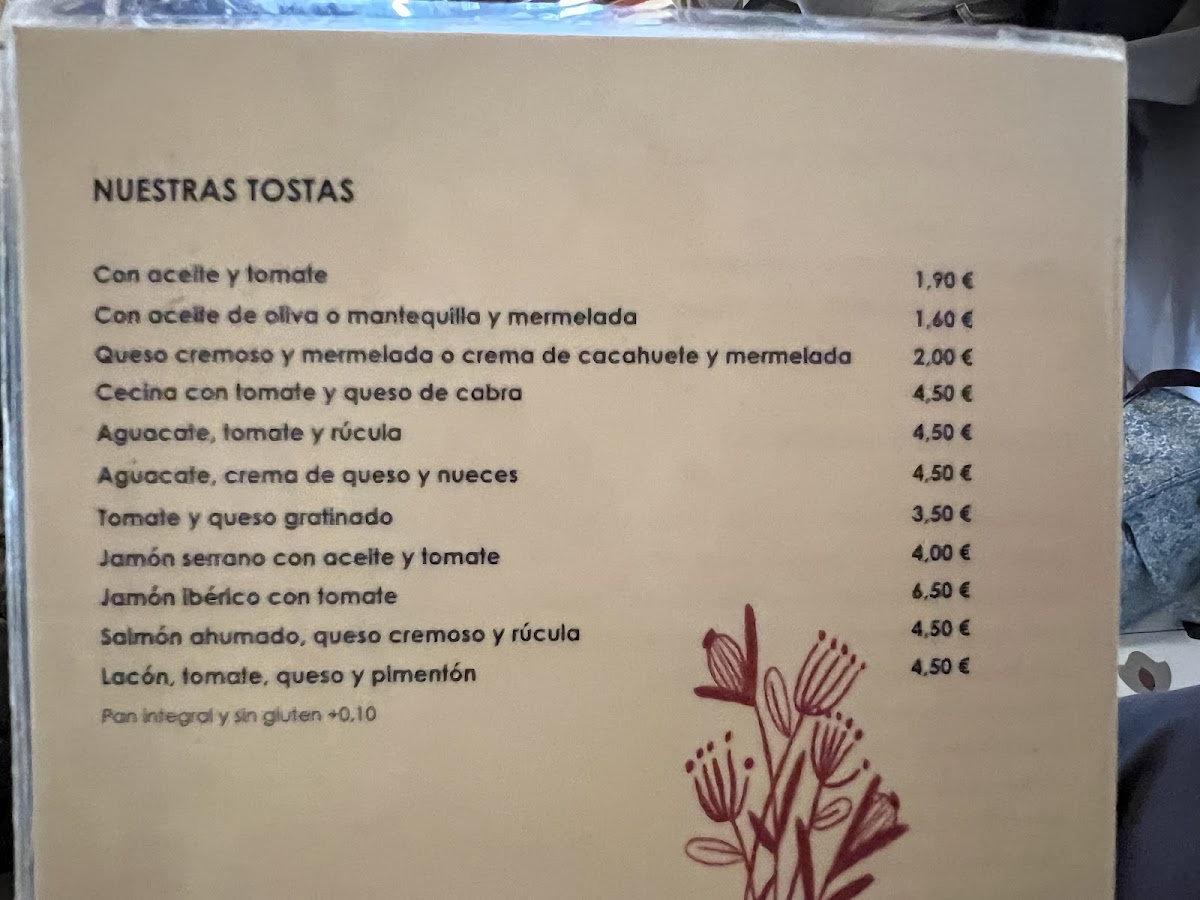 NUESTRAS TOSTAS
Con aceite y tomate 1,90 €
Con aceite de oliva o mantequilla y mermelada 1,60 €
Queso cremoso y mermelada o crema de cacahuete y mermelada 2,00 €
Cecina con tomate y queso de cabra 4,50 €
Aguacate, tomate y rúcula 4,50 €
Aguacate, crema de queso y nueces 4,50 €
Tomate y queso gratinado 3,50 €
Jamón serrano con aceite y tomate 4,00 €
Jamón ibérico con tomate 6,50 €
Salmón ahumado, queso cremoso y rúcula 4,50 €
Lacón, tomate, queso y pimentón 4,50 €
Pan integral y sin gluten +0,10